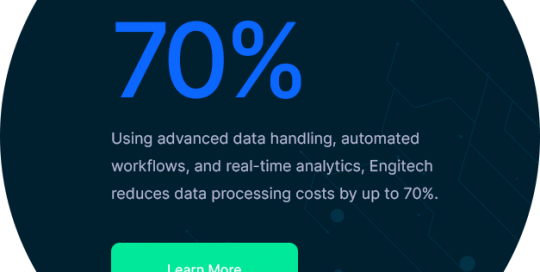 70%
Using advanced data handling, automated
workflows, and real-time analytics, Engitech
reduces data processing costs by up to 70%.
Learn More